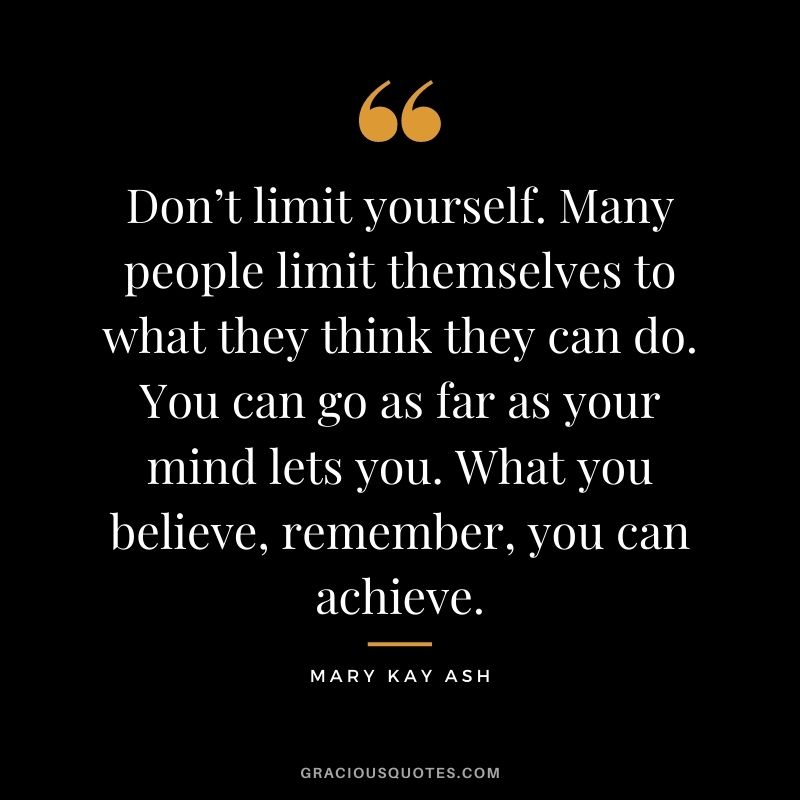 “
Don’t limit yourself. Many
people limit themselves to
what they think they can do.
You can go as far as your
mind lets you. What you
believe, remember, you can
achieve.
MARY KAY ASH
GRACIOUSQUOTES.COM